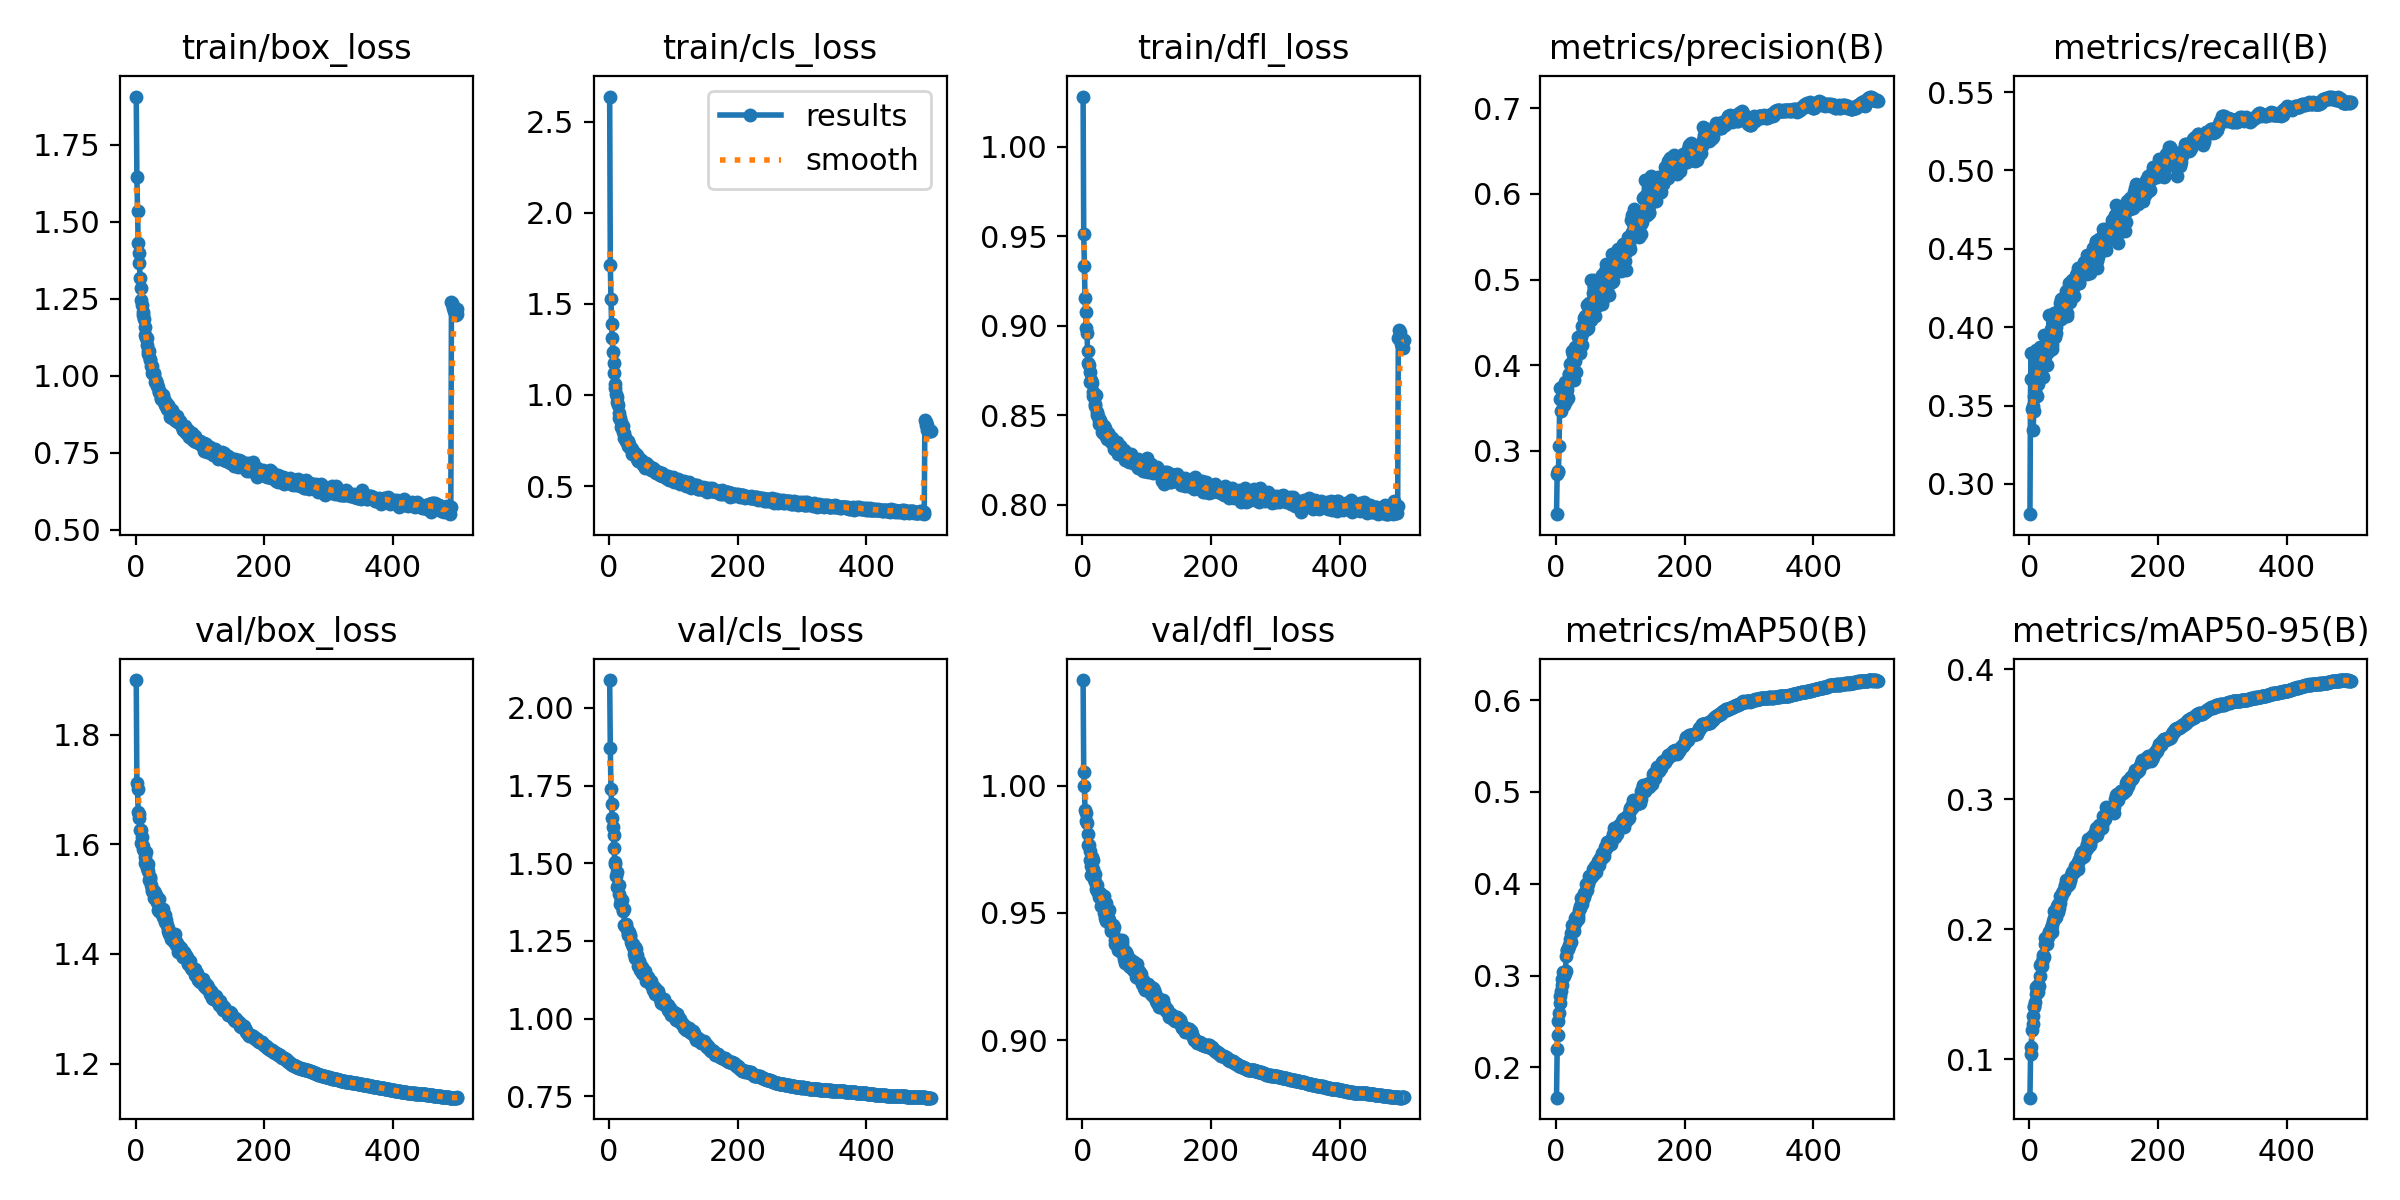 train/box_loss
1.75
1.50
1.25
1.00
0.75
0.50
0 200 400
train/cls_loss
results
smooth
2.5
2.0
1.5
1.0
0.5
0 200 400
train/dfl_loss
1.00
0.95
0.90
0.85
0.80
0 200 400
metrics/precision(B)
0.7
0.6
0.5
0.4
0.3
0 200 400
metrics/recall(B)
0.55
0.50
0.45
0.40
0.35
0.30
0 200 400
val/box_loss
1.8
1.6
1.4
1.2
0 200 400
val/cls_loss
2.00
1.75
1.50
1.25
1.00
0.75
0 200 400
val/dfl_loss
1.00
0.95
0.90
0 200 400
metrics/mAP50(B)
0.6
0.5
0.4
0.3
0.2
0 200 400
metrics/mAP50-95(B)
0.4
0.3
0.2
0.1
0 200 400